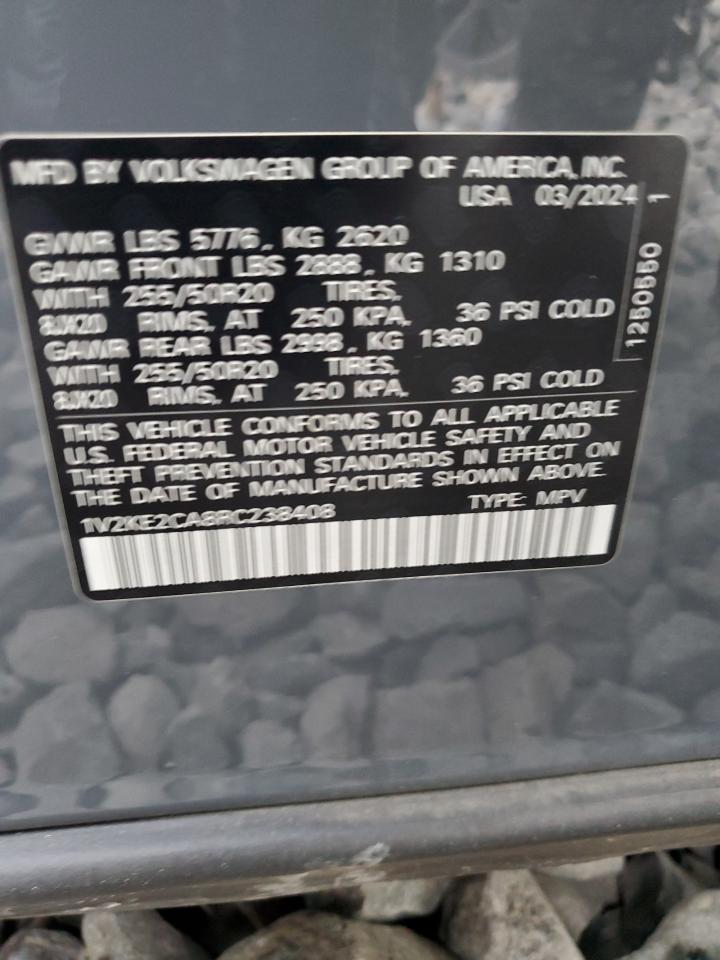 MFD BY VOLKSWAGEN GROUP OF AMERICA, INC.
USA 03/2024
GVWR LBS 5776, KG 2620
GAWR FRONT LBS 2888, KG 1310
WITH 255/50R20 TIRES,
8JX20 RIMS, AT 250 KPA, 36 PSI COLD
GAWR REAR LBS 2998, KG 1360
WITH 255/50R20 TIRES,
8JX20 RIMS, AT 250 KPA, 36 PSI COLD
1250550 1
THIS VEHICLE CONFORMS TO ALL APPLICABLE
U.S. FEDERAL MOTOR VEHICLE SAFETY AND
THEFT PREVENTION STANDARDS IN EFFECT ON
THE DATE OF MANUFACTURE SHOWN ABOVE.
1V2KE2CA8RC238408 TYPE: MPV